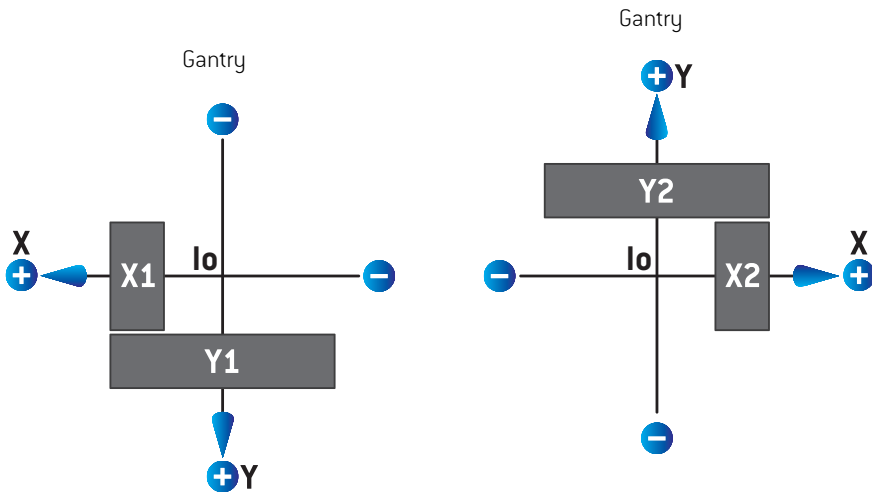 Gantry
−
X
+
X1
Io
−
Y1
+
Y
Gantry
+
Y
Y2
−
Io
X2
X
+
−